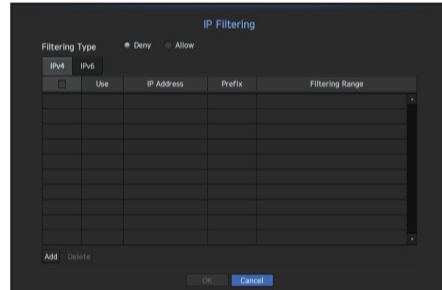 IP Filtering
Filtering Type Deny Allow
IPv4 IPv6
Use IP Address Prefix Filtering Range
Add Delete
OK Cancel